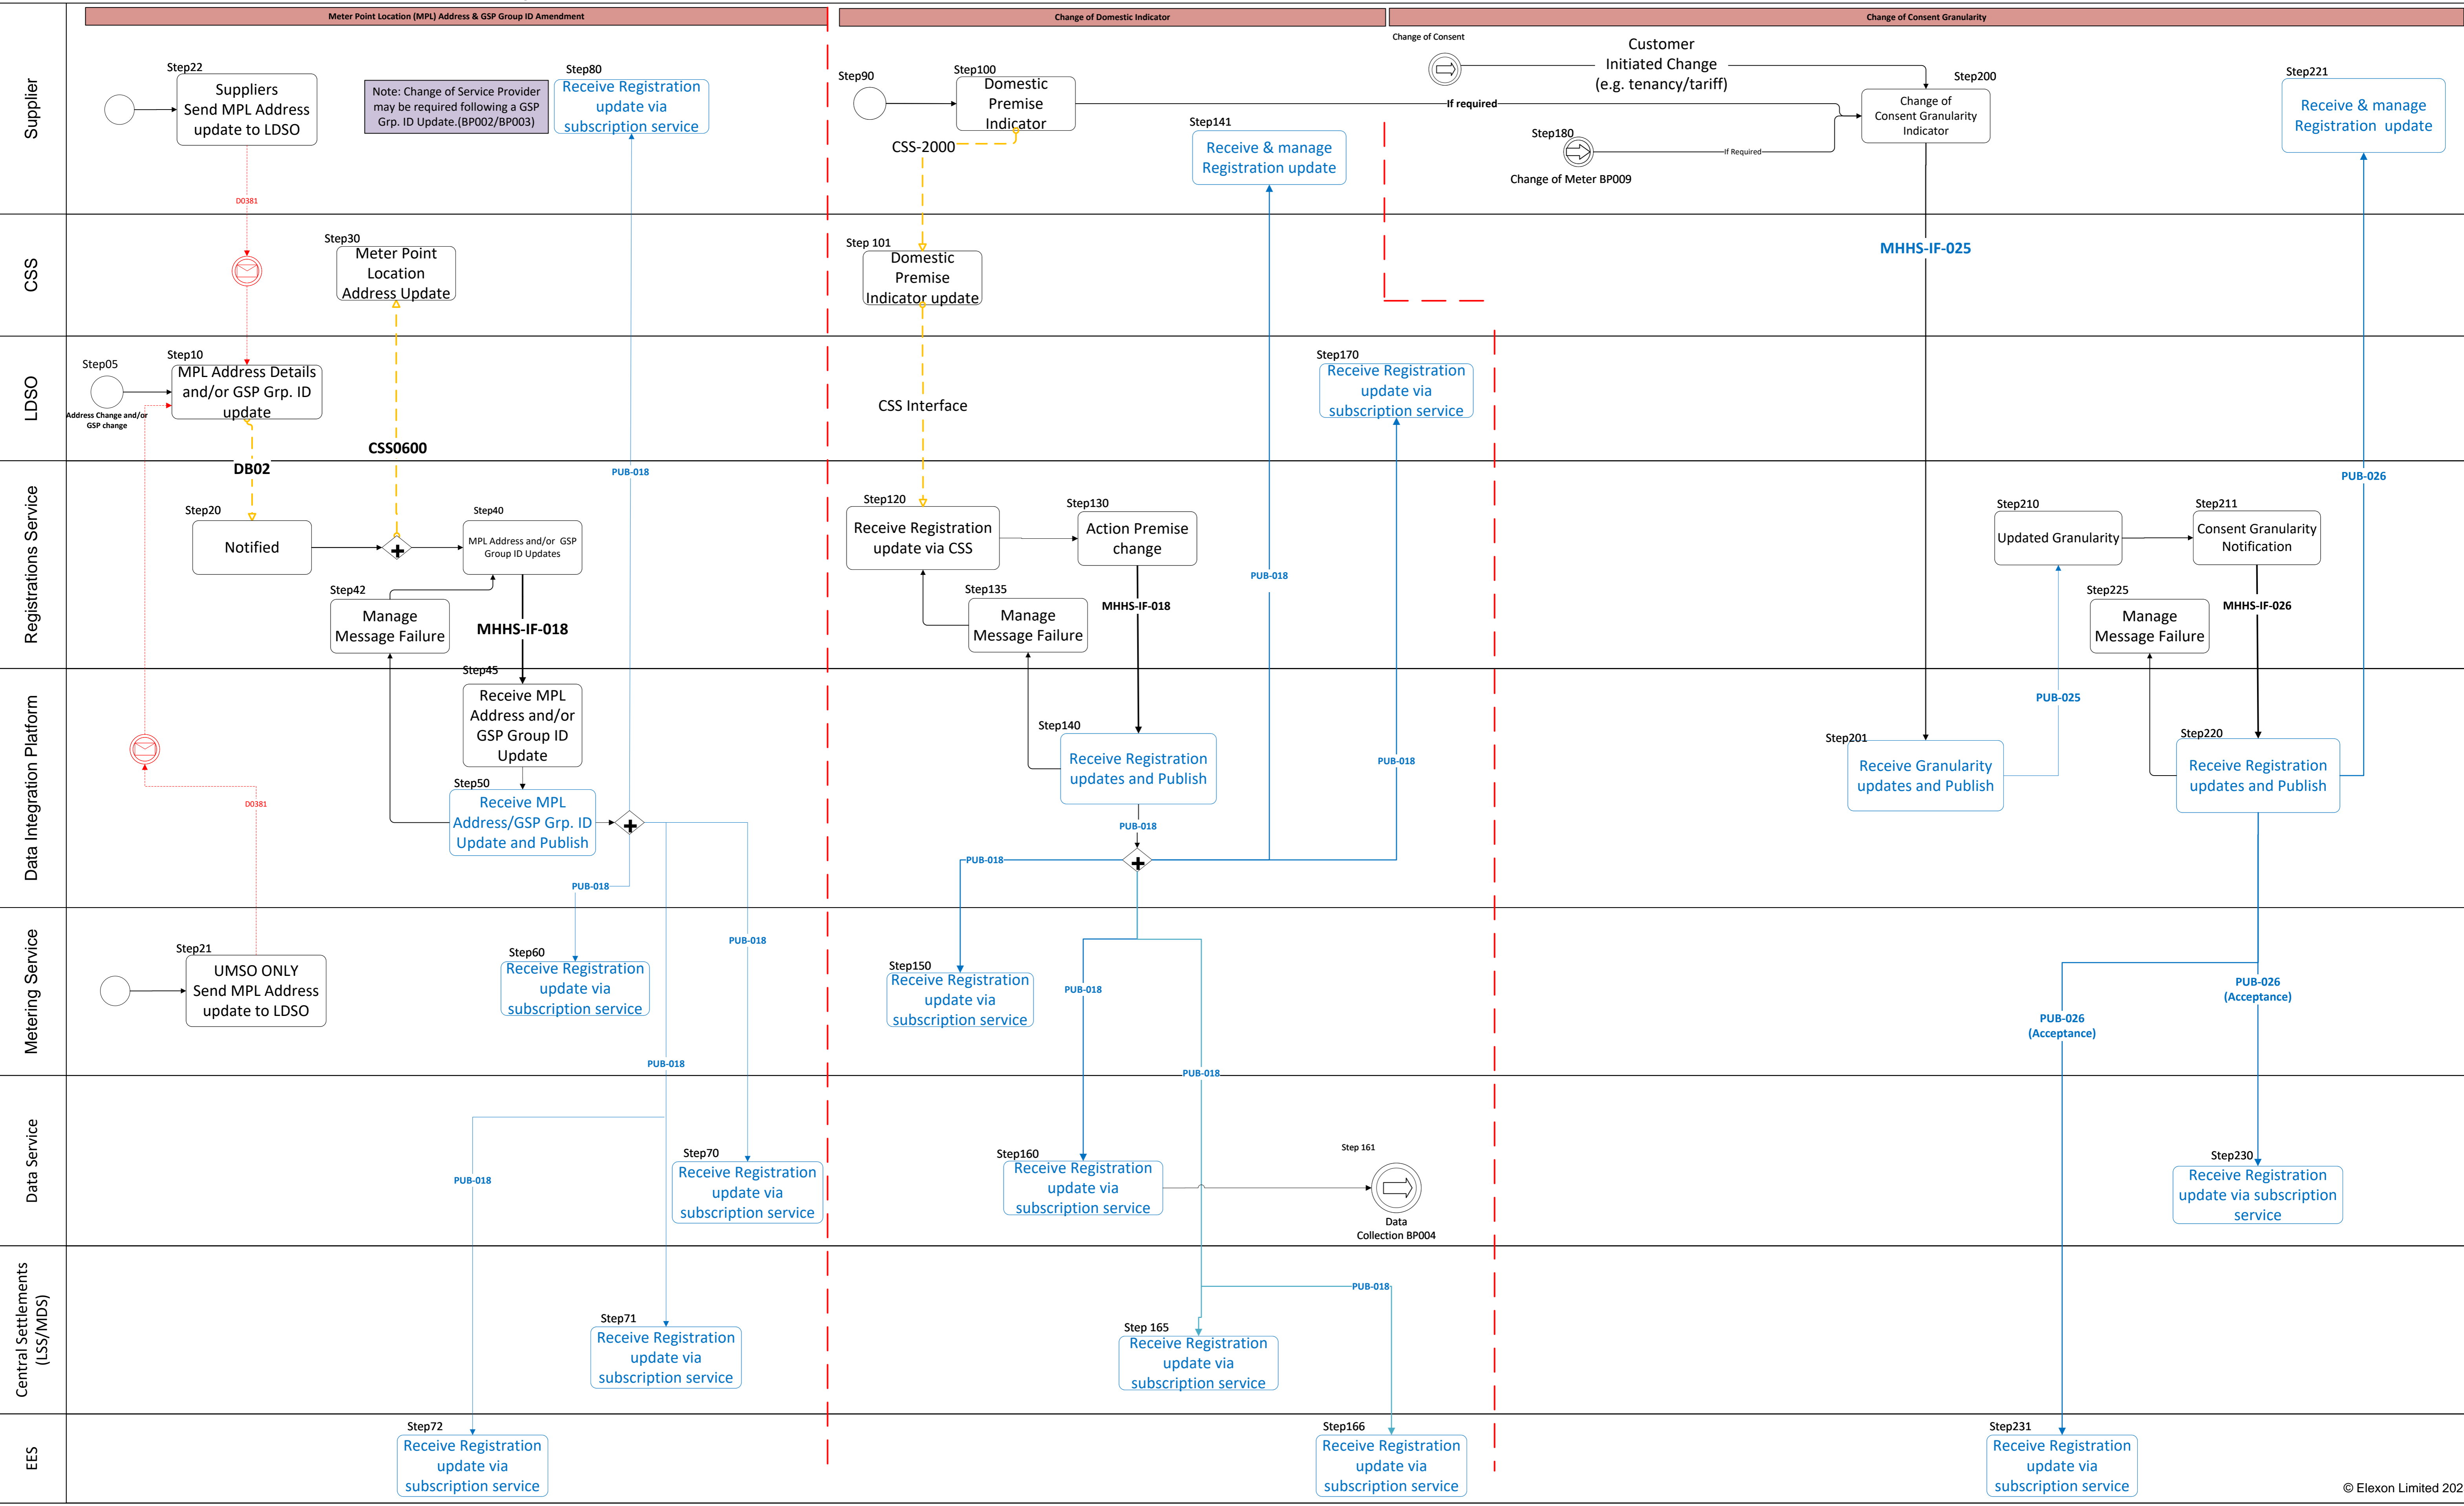 Meter Point Location (MPL) Address & GSP Group ID Amendment
Change of Domestic Indicator
Change of Consent Granularity
Supplier
Step22
Suppliers
Send MPL Address
update to LDSO
Note: Change of Service Provider
may be required following a GSP
Grp. ID Update.(BP002/BP003)
Step80
Receive Registration
update via
subscription service
D0381
Step90
Step100
Domestic
Premise
Indicator
CSS-2000
Step141
Receive & manage
Registration update
Change of Consent
Customer
Initiated Change
(e.g. tenancy/tariff)
If required
Step180
If Required
Change of Meter BP009
Step200
Change of
Consent Granularity
Indicator
Step221
Receive & manage
Registration update
CSS
Step30
Meter Point
Location
Address Update
Step 101
Domestic
Premise
Indicator update
MHHS-IF-025
LDSO
Step05
Address Change and/or
GSP change
Step10
MPL Address Details
and/or GSP Grp. ID
update
CSS0600
DB02
CSS Interface
Step170
Receive Registration
update via
subscription service
Registrations Service
PUB-018
Step20
Notified
Step40
MPL Address and/or GSP
Group ID Updates
Step42
Manage
Message Failure
MHHS-IF-018
Step120
Receive Registration
update via CSS
Step130
Action Premise
change
Step135
Manage
Message Failure
MHHS-IF-018
PUB-018
PUB-026
Step210
Updated Granularity
Step211
Consent Granularity
Notification
Step225
Manage
Message Failure
MHHS-IF-026
Data Integration Platform
Step45
Receive MPL
Address and/or
GSP Group ID
Update
Step50
Receive MPL
Address/GSP Grp. ID
Update and Publish
D0381
PUB-018
Step140
Receive Registration
updates and Publish
PUB-018
PUB-018
PUB-018
PUB-025
Step201
Receive Granularity
updates and Publish
Step220
Receive Registration
updates and Publish
Metering Service
Step21
UMSO ONLY
Send MPL Address
update to LDSO
Step60
Receive Registration
update via
subscription service
PUB-018
PUB-018
Step150
Receive Registration
update via
subscription service
PUB-018
PUB-018
PUB-026
(Acceptance)
PUB-026
(Acceptance)
Data Service
PUB-018
Step70
Receive Registration
update via
subscription service
Step160
Receive Registration
update via
subscription service
Step 161
Data
Collection BP004
Step230
Receive Registration
update via subscription
service
Central Settlements
(LSS/MDS)
Step71
Receive Registration
update via
subscription service
PUB-018
Step 165
Receive Registration
update via
subscription service
EES
Step72
Receive Registration
update via
subscription service
Step166
Receive Registration
update via
subscription service
Step231
Receive Registration
update via
subscription service
© Elexon Limited 202